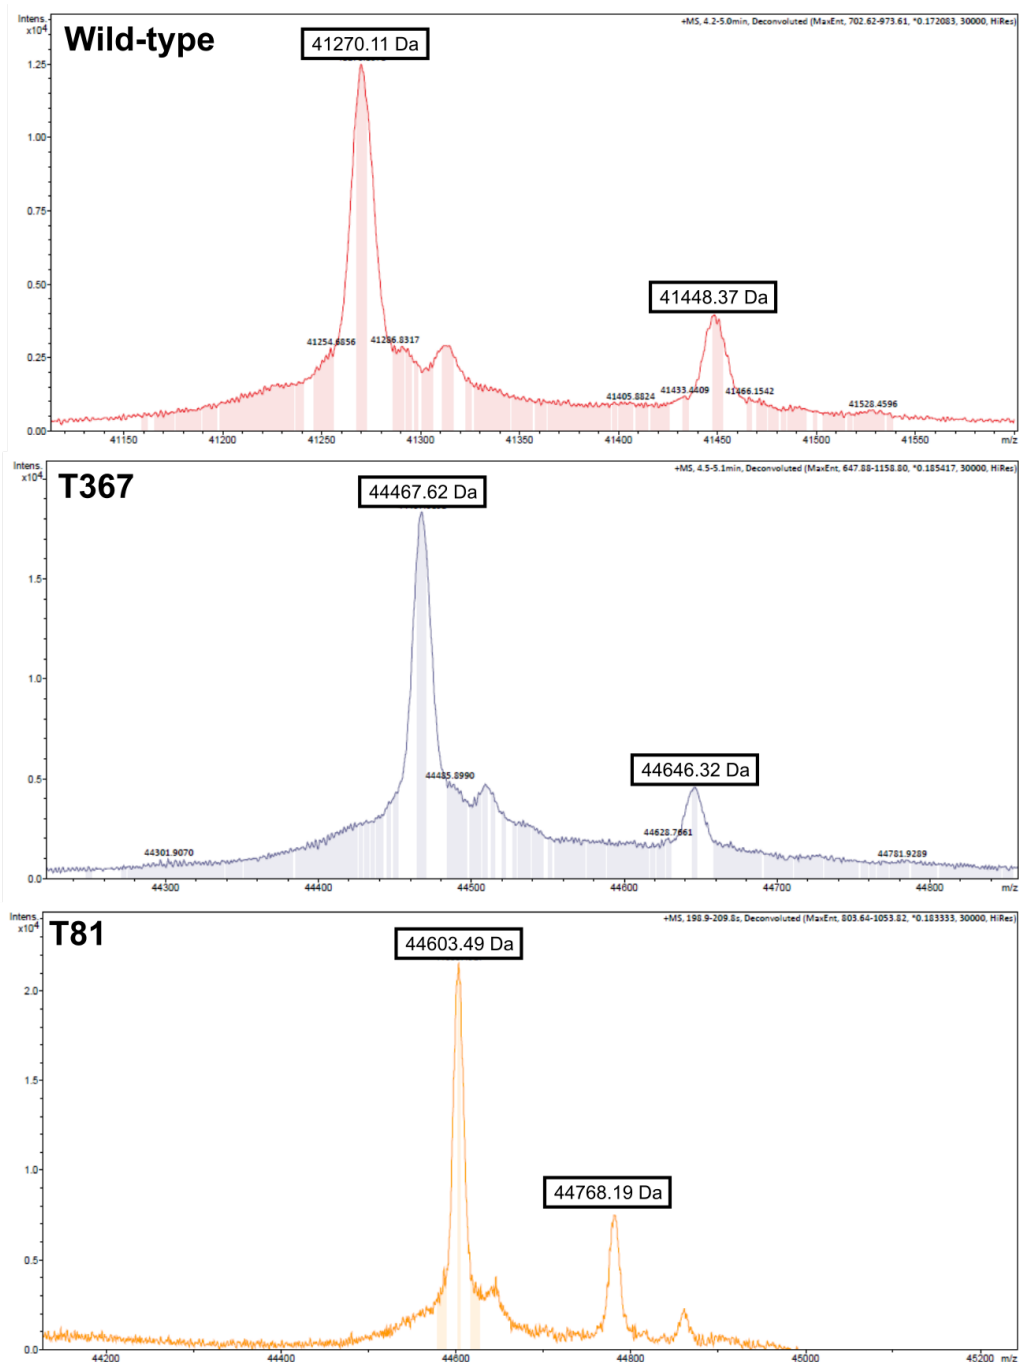 Intens.
x10⁴
+MS, 4.2-5.0min, Deconvoluted (MaxEnt, 702.62-973.61, *0.172083, 30000, HiRes)
Wild-type
41270.11 Da
1.25
1.00
0.75
0.50
0.25
0.00
41448.37 Da
41254.6856
41286.8317
41405.8824
41433.4409
41466.1542
41528.4596
41150
41200
41250
41300
41350
41400
41450
41500
41550
m/z
Intens.
x10⁴
+MS, 4.5-5.1min, Deconvoluted (MaxEnt, 647.88-1158.80, *0.185417, 30000, HiRes)
T367
44467.62 Da
1.5
1.0
0.5
0.0
44646.32 Da
44485.8990
44628.7661
44301.9070
44781.9289
44300
44400
44500
44600
44700
44800
m/z
Intens.
x10⁴
+MS, 198.9-209.8s, Deconvoluted (MaxEnt, 803.64-1053.82, *0.183333, 30000, HiRes)
T81
44603.49 Da
2.0
1.5
1.0
0.5
0.0
44768.19 Da
44200
44400
44600
44800
45000
45200
m/z